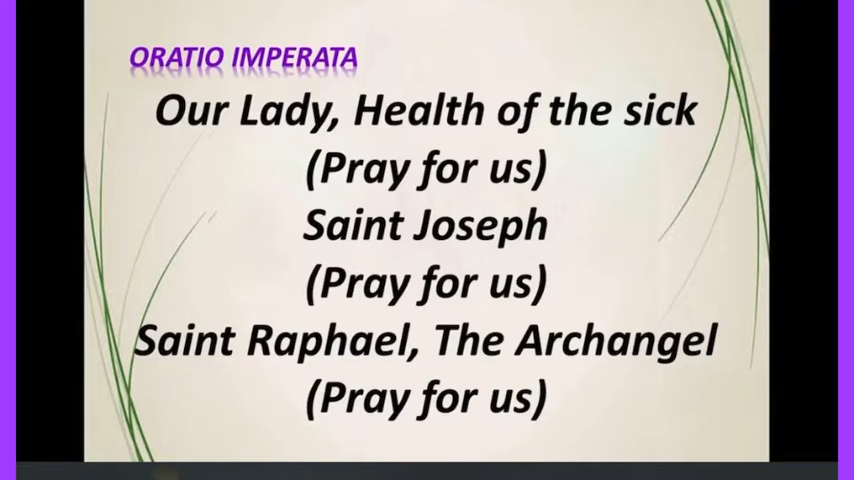 ORATIO IMPERATA
Our Lady, Health of the sick
(Pray for us)
Saint Joseph
(Pray for us)
Saint Raphael, The Archangel
(Pray for us)